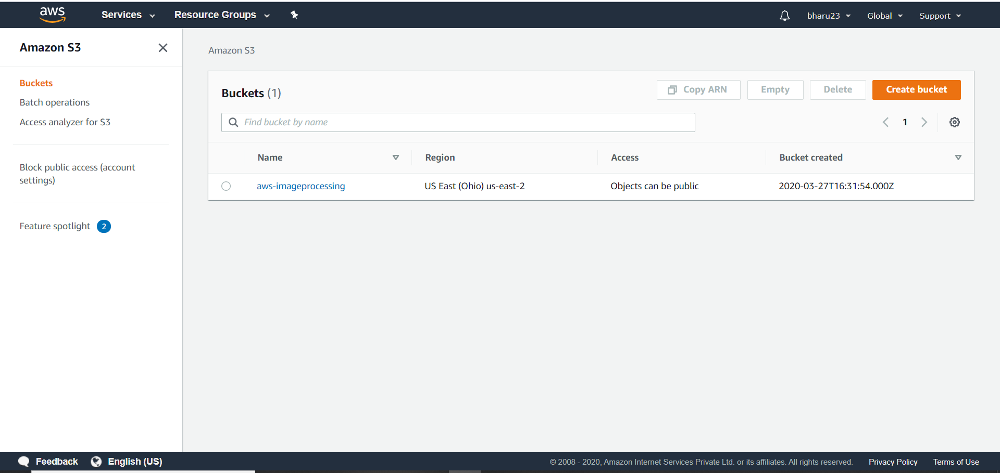 aws Services Resource Groups bharu23 Global Support
Amazon S3
Buckets
Batch operations
Access analyzer for S3
Block public access (account
settings)
Feature spotlight 2
Amazon S3
Buckets (1) Copy ARN Empty Delete Create bucket
Find bucket by name 1
Name Region Access Bucket created
aws-imageprocessing US East (Ohio) us-east-2 Objects can be public 2020-03-27T16:31:54.000Z
Feedback English (US) © 2008 - 2020, Amazon Internet Services Private Ltd. or its affiliates. All rights reserved. Privacy Policy Terms of Use